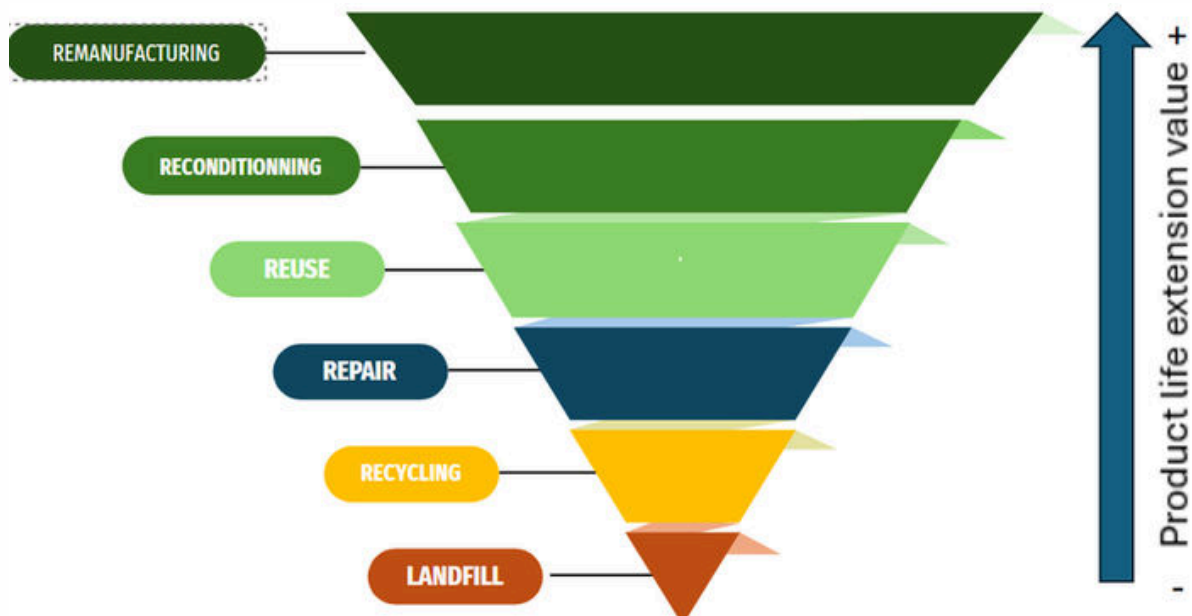 REMANUFACTURING
RECONDITIONNING
REUSE
REPAIR
RECYCLING
LANDFILL
- Product life extension value +